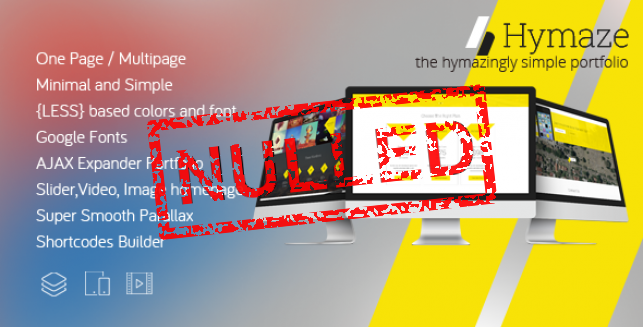 Hymaze
the hymazingly simple portfolio
One Page / Multipage
Minimal and Simple
{LESS} based colors and font
Google Fonts
AJAX Expander Portfolio
Slider,Video, Image homepage
Super Smooth Parallax
Shortcodes Builder
NULLED